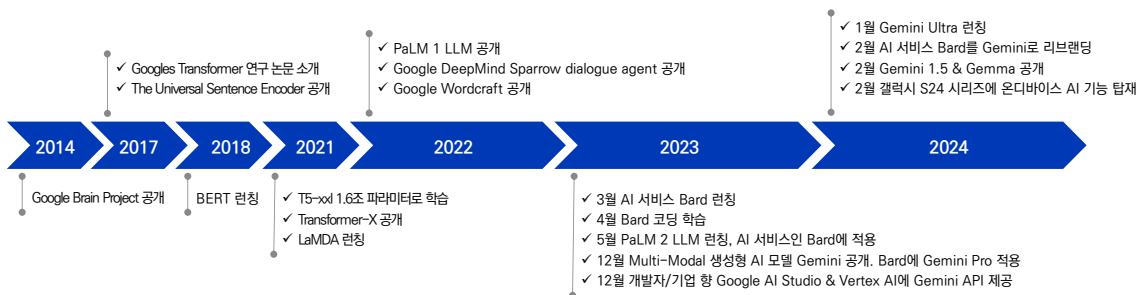 ✓ 1월 Gemini Ultra 런칭
✓ 2월 AI 서비스 Bard를 Gemini로 리브랜딩
✓ 2월 Gemini 1.5 & Gemma 공개
✓ 2월 갤럭시 S24 시리즈에 온디바이스 AI 기능 탑재
✓ PaLM 1 LLM 공개
✓ Google DeepMind Sparrow dialogue agent 공개
✓ Google Wordcraft 공개
✓ Googles Transformer 연구 논문 소개
✓ The Universal Sentence Encoder 공개
2014 2017 2018 2021 2022 2023 2024
Google Brain Project 공개
BERT 런칭
✓ T5-xxl 1.6조 파라미터로 학습
✓ Transformer-X 공개
✓ LaMDA 런칭
✓ 3월 AI 서비스 Bard 런칭
✓ 4월 Bard 코딩 학습
✓ 5월 PaLM 2 LLM 런칭, AI 서비스인 Bard에 적용
✓ 12월 Multi-Modal 생성형 AI 모델 Gemini 공개. Bard에 Gemini Pro 적용
✓ 12월 개발자/기업 향 Google AI Studio & Vertex AI에 Gemini API 제공